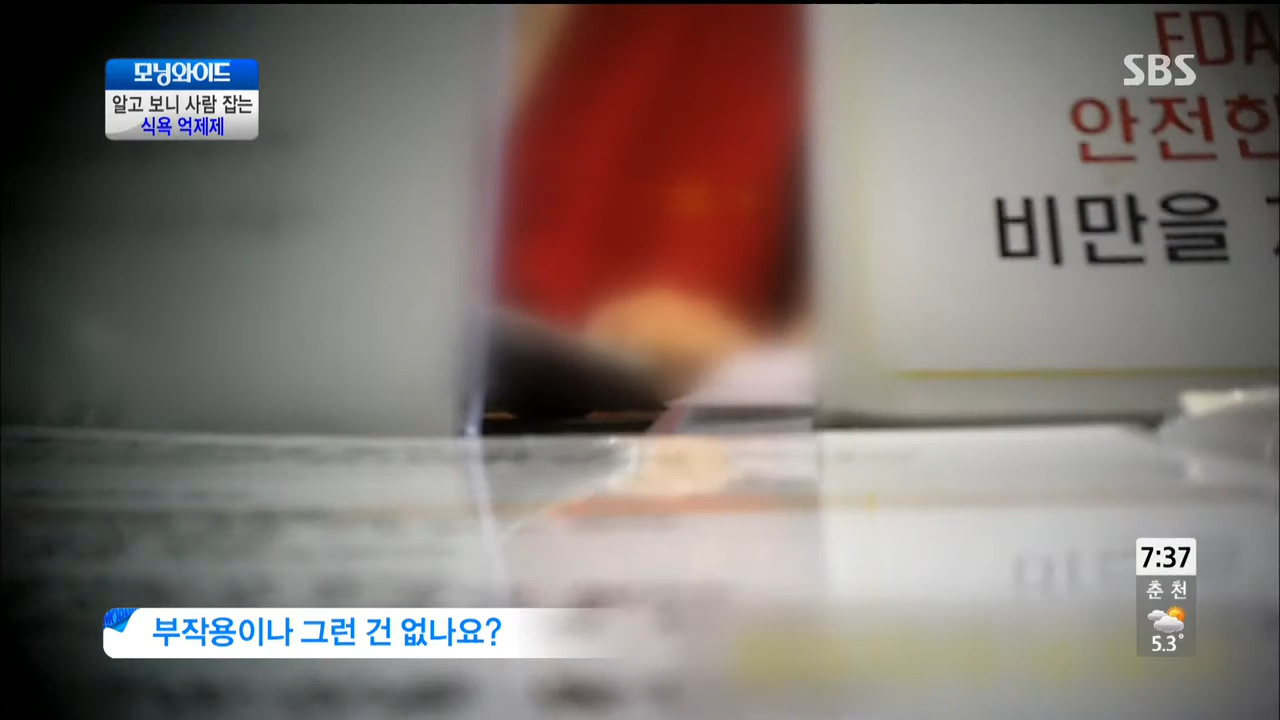 모닝와이드
알고 보니 사람 잡는
식욕 억제제
SBS
FDA
안전한
비만을
7:37
춘천
5.3°
부작용이나 그런 건 없나요?